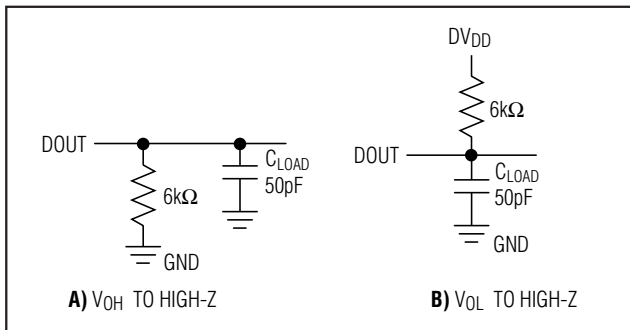 DOUT
6kΩ
GND
C_LOAD
50pF
A) V_OH TO HIGH-Z
DV_DD
6kΩ
DOUT
C_LOAD
50pF
GND
B) V_OL TO HIGH-Z